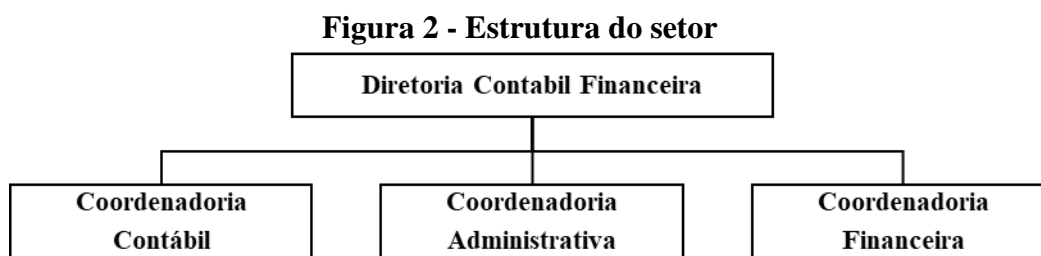 Figura 2 - Estrutura do setor
Diretoria Contabil Financeira
Coordenadoria
Contábil
Coordenadoria
Administrativa
Coordenadoria
Financeira